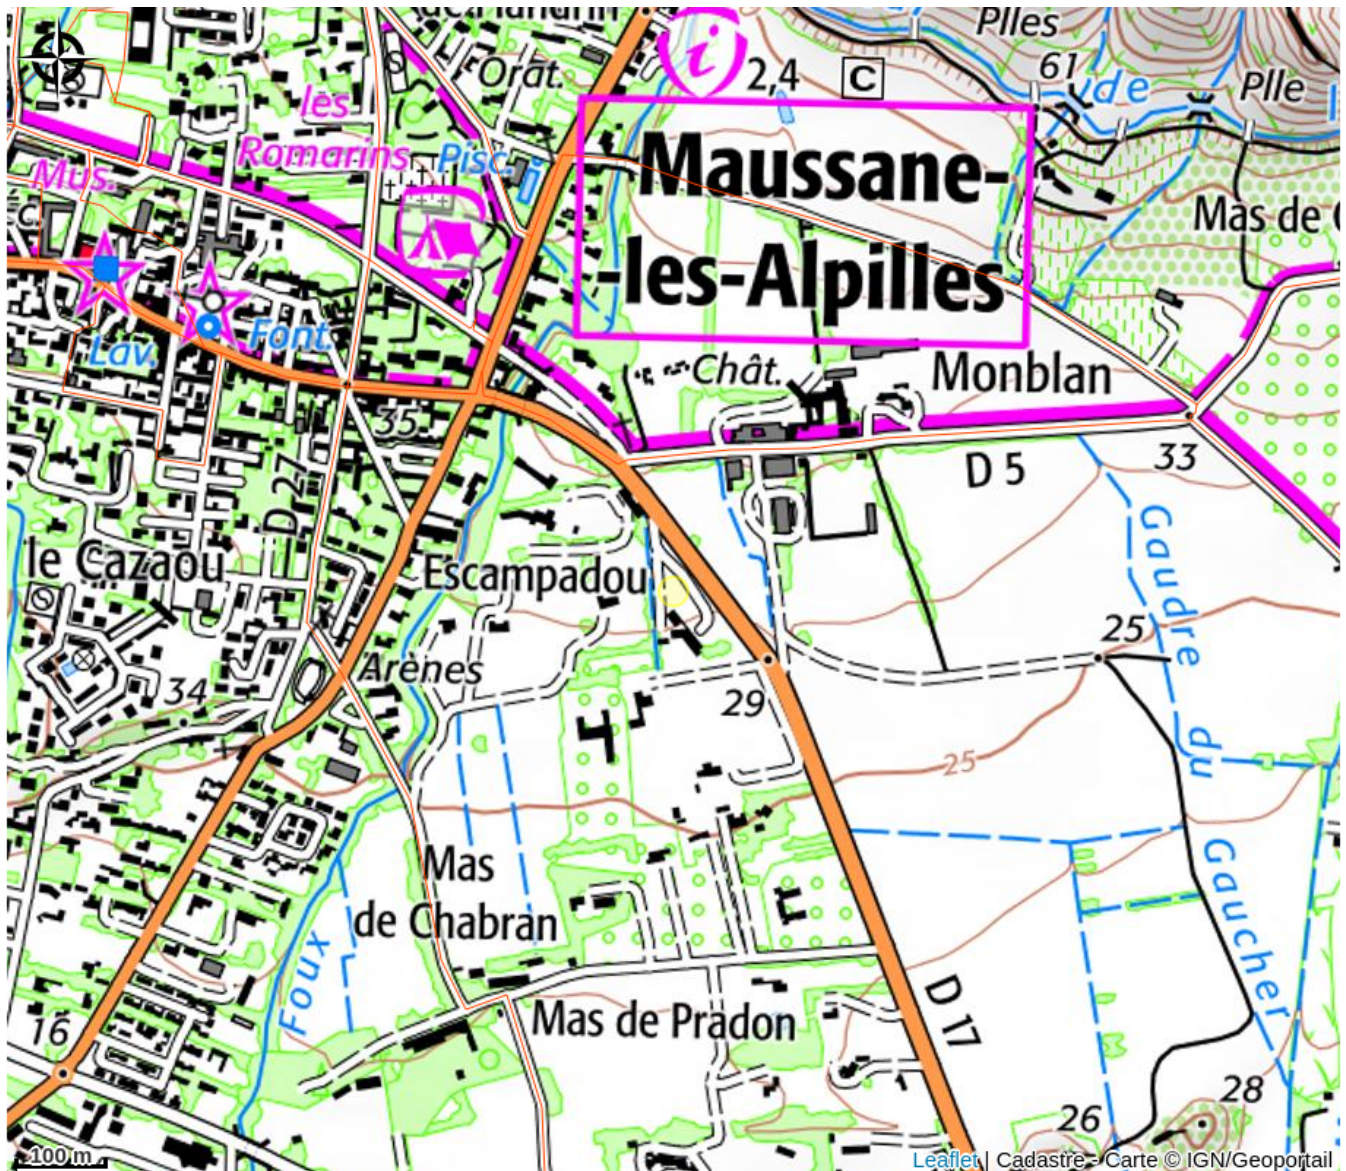 Plles
Orat.
2,4
C
61
de
Plle
les
Romarins
Pisc.
Maussane-
-les-Alpilles
Mus.
Mas de
Font.
Lav.
Chât.
Monblan
35
D 5
33
D 27
Gaudre
du
Gaucher
le Cazaou
Escampadou
25
Arènes
34
29
25
Mas
de Chabran
Foux
D 17
Mas de Pradon
16
28
26
100 m
Leaflet | Cadastre - Carte © IGN/Geoportail